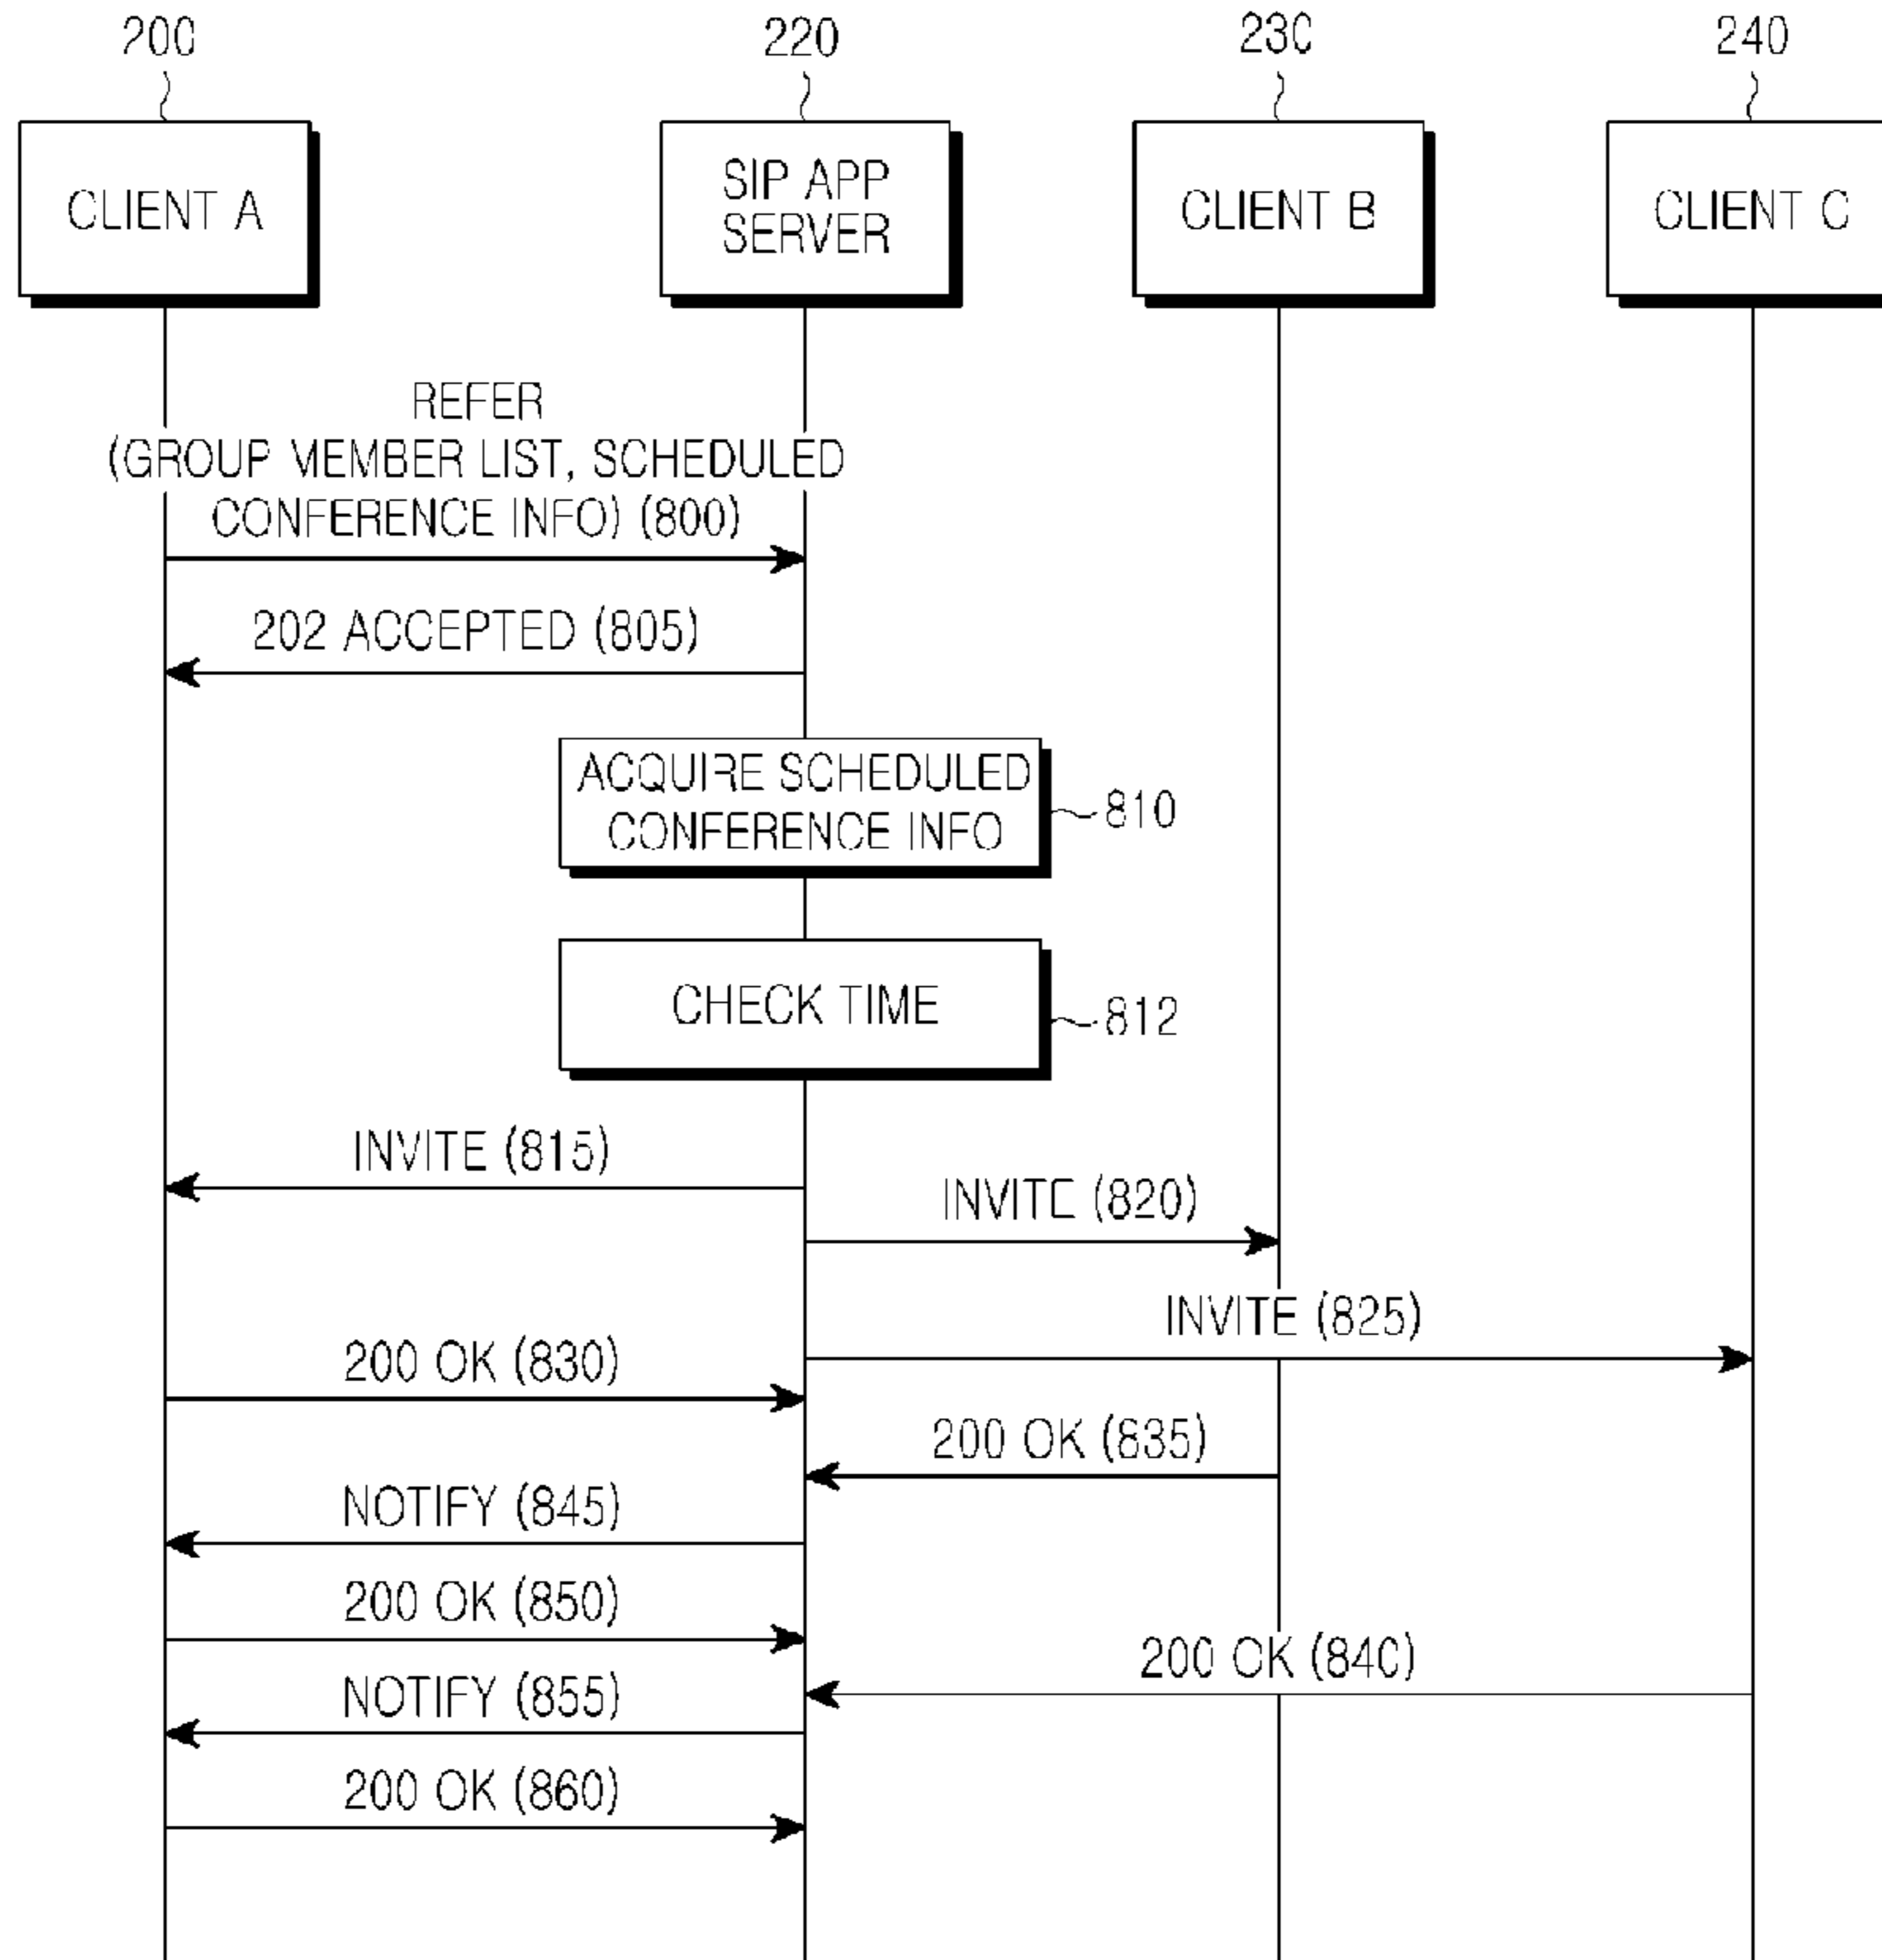 200
220
230
240
CLIENT A
SIP APP
SERVER
CLIENT B
CLIENT C
REFER
(GROUP MEMBER LIST, SCHEDULED
CONFERENCE INFO) (800)
202 ACCEPTED (805)
ACQUIRE SCHEDULED
CONFERENCE INFO
810
CHECK TIME
812
INVITE (815)
INVITE (820)
INVITE (825)
200 OK (830)
200 OK (835)
NOTIFY (845)
200 OK (850)
200 OK (840)
NOTIFY (855)
200 OK (860)